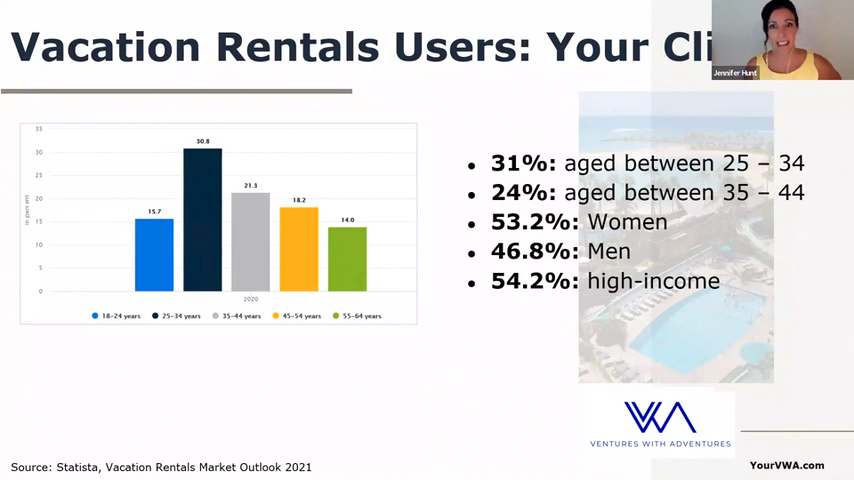 Vacation Rentals Users: Your Cli
Jennifer Hunt
35
30
25
20
15
10
5
0
in percent
15.7
30.8
21.3
18.2
14.0
2020
18-24 years
25-34 years
35-44 years
45-54 years
55-64 years
• 31%: aged between 25 – 34
• 24%: aged between 35 – 44
• 53.2%: Women
• 46.8%: Men
• 54.2%: high-income
VENTURES WITH ADVENTURES
Source: Statista, Vacation Rentals Market Outlook 2021
YourVWA.com